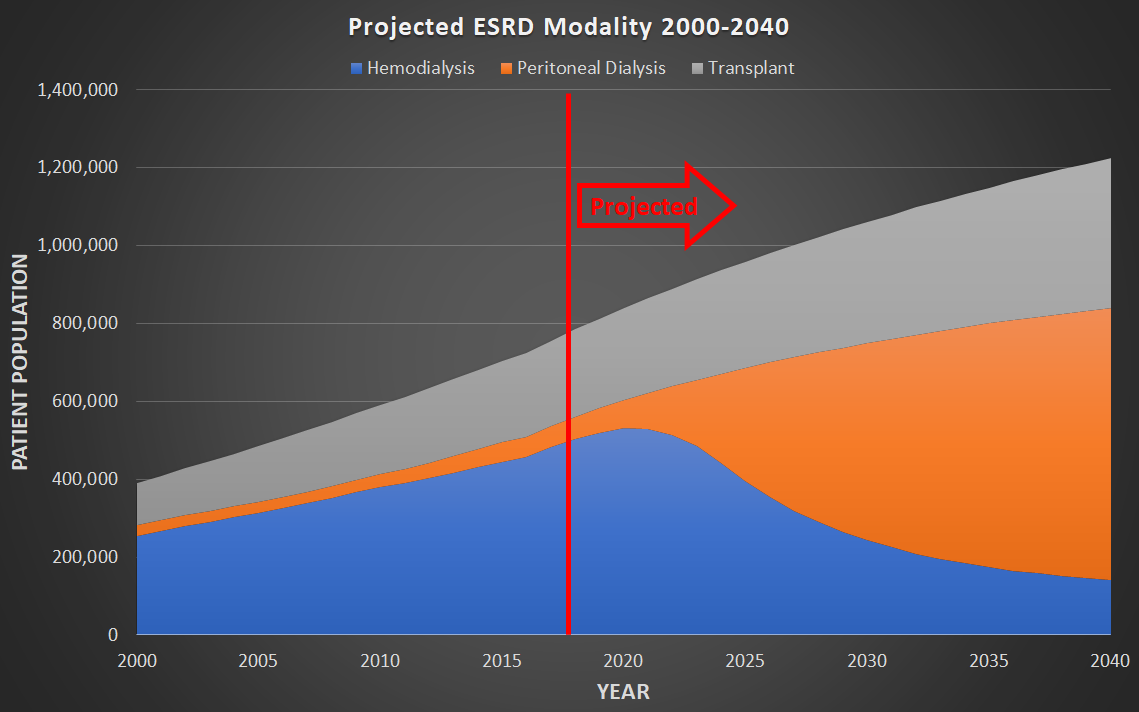 Projected ESRD Modality 2000-2040
Hemodialysis Peritoneal Dialysis Transplant
1,400,000
1,200,000
1,000,000
800,000
600,000
400,000
200,000
0
PATIENT POPULATION
Projected
2000 2005 2010 2015 2020 2025 2030 2035 2040
YEAR